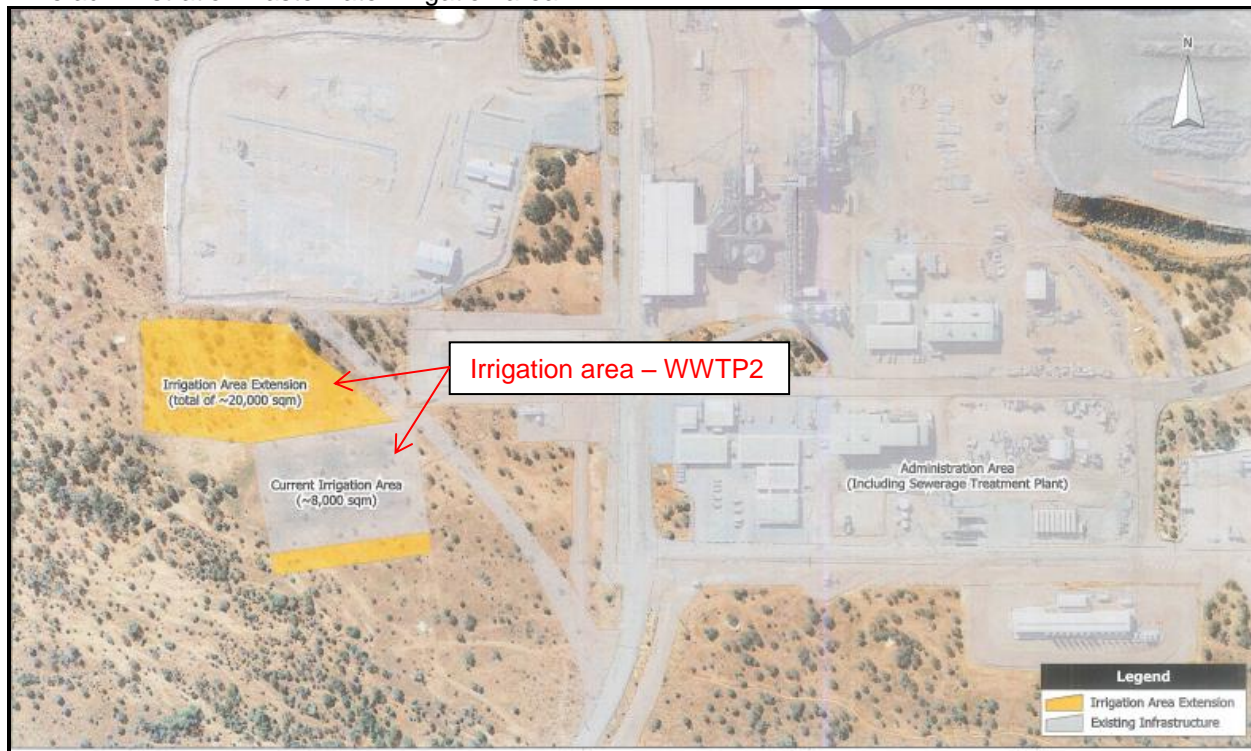 N
Irrigation area – WWTP2
Irrigation Area Extension
(total of ~20,000 sqm)
Current Irrigation Area
(~8,000 sqm)
Administration Area
(Including Sewerage Treatment Plant)
Legend
Irrigation Area Extension
Existing Infrastructure